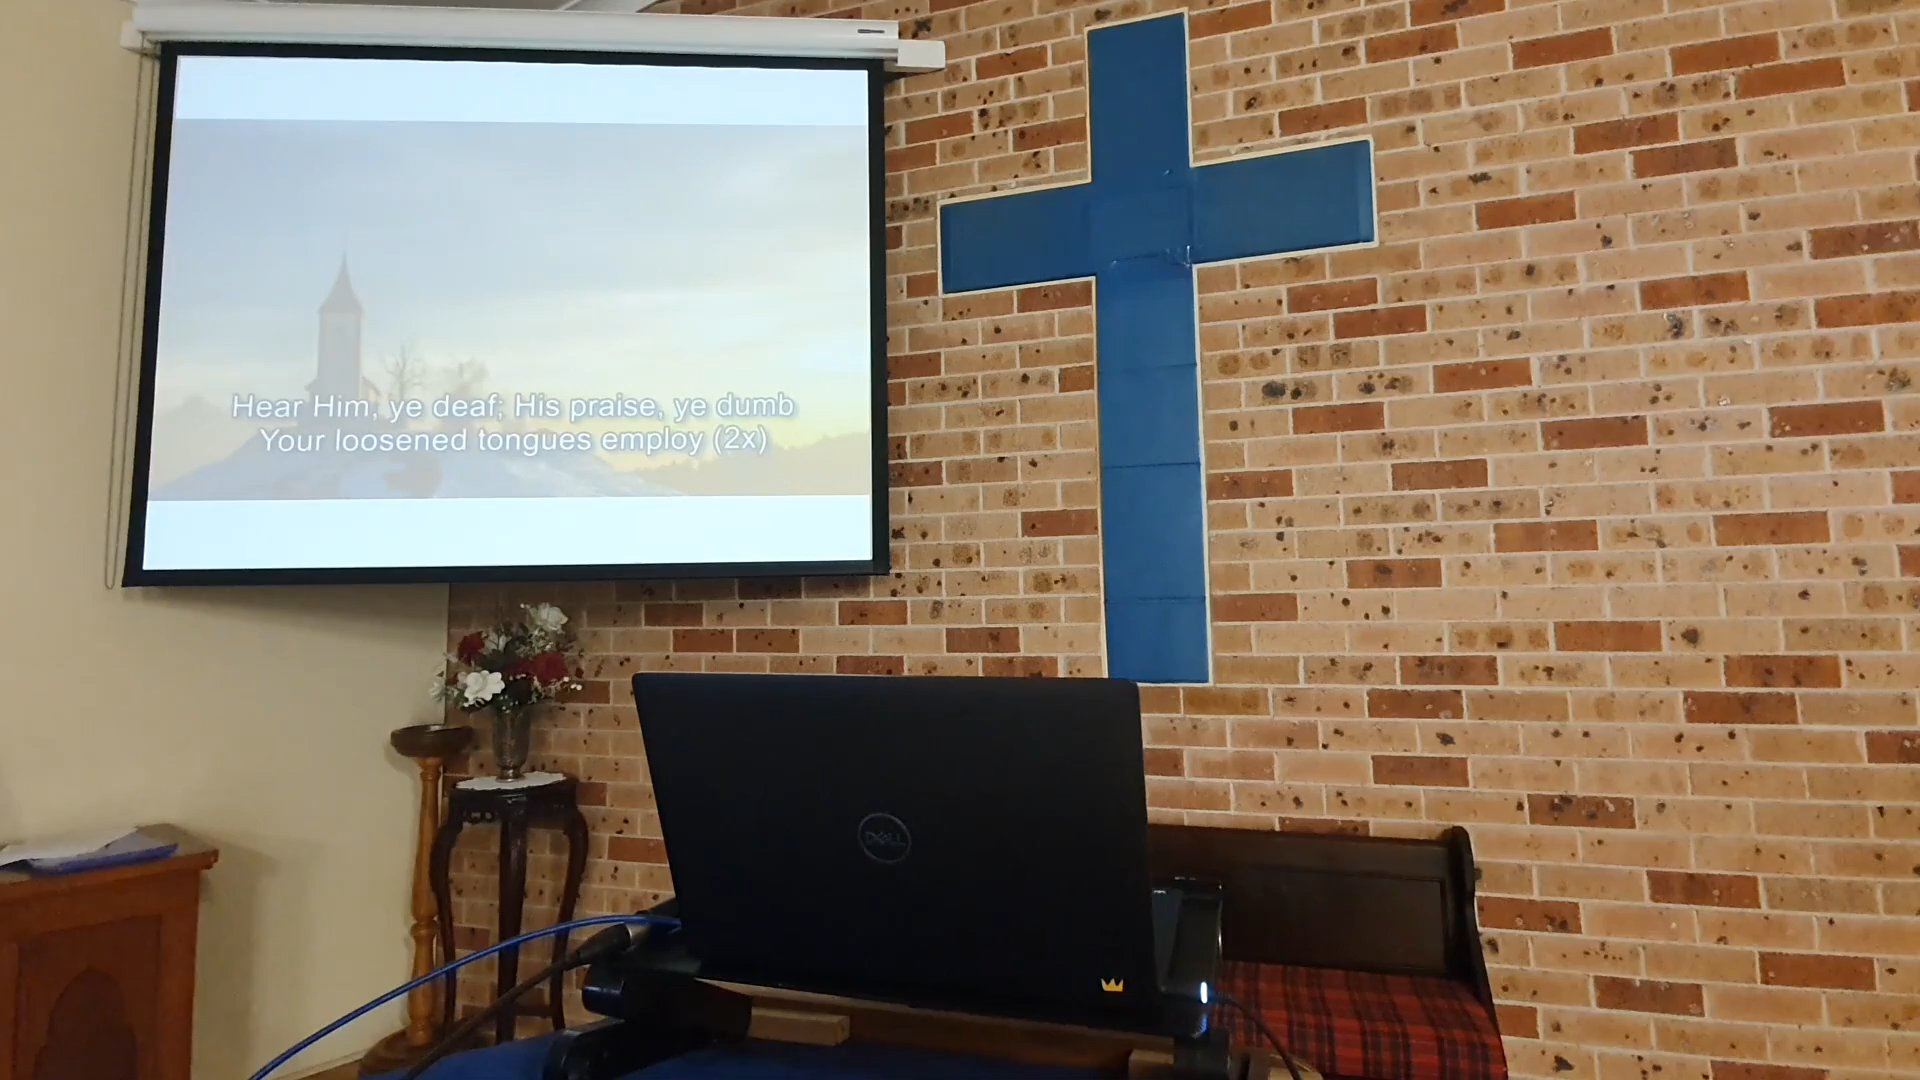 Hear Him, ye deaf; His praise, ye dumb
Your loosened tongues employ (2x)
DELL